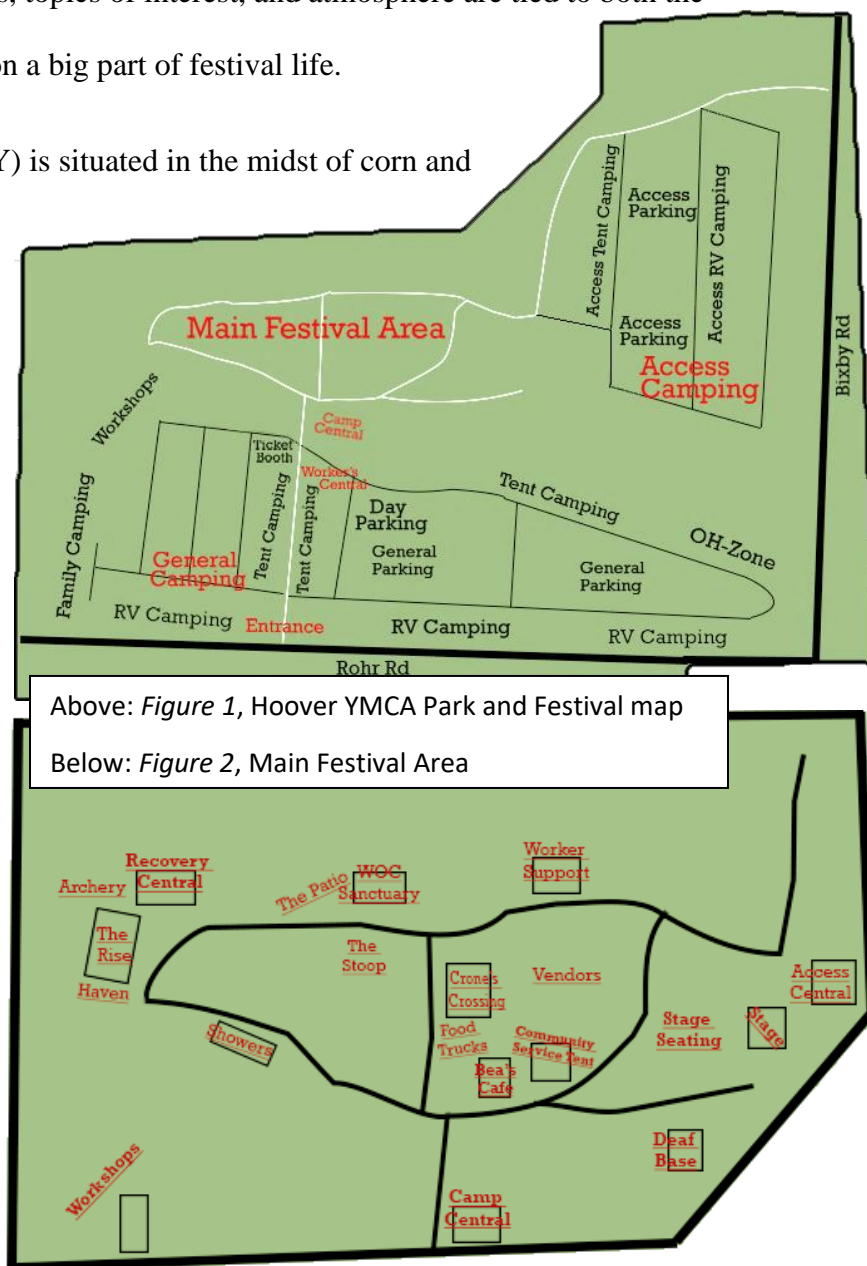 s, topics of interest, and atmosphere are tied to both the
on a big part of festival life.
Y) is situated in the midst of corn and
Access Tent Camping
Access
Parking
Access RV Camping
Access
Parking
Access
Camping
Bixby Rd
Main Festival Area
Workshops
Camp
Central
Ticket
Booth
Worker's
Central
Family Camping
Tent Camping
Tent Camping
Day
Parking
General
Parking
Tent Camping
OH-Zone
General
Parking
General
Camping
RV Camping
Entrance
RV Camping
RV Camping
Rohr Rd
Above: Figure 1, Hoover YMCA Park and Festival map
Below: Figure 2, Main Festival Area
Recovery
Central
Archery
The
Rise
Haven
The Patio
WOC
Sanctuary
Worker
Support
The
Stoop
Crone's
Crossing
Vendors
Food
Trucks
Community
Service Tent
Bea's
Cafe
Showers
Stage
Seating
Stage
Access
Central
Deaf
Base
Workshops
Camp
Central